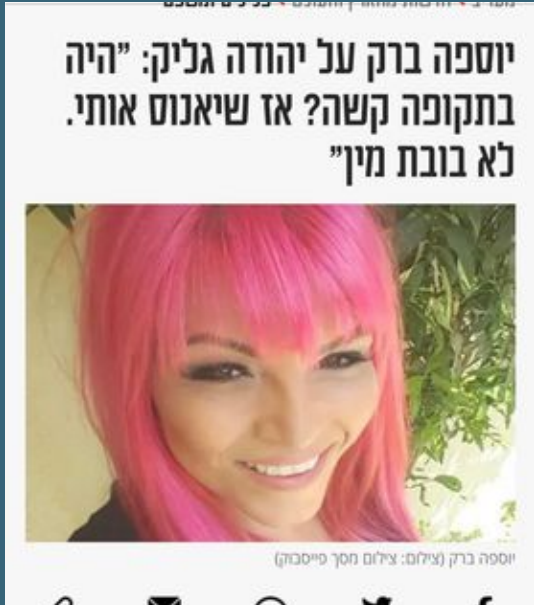 יוספה ברק על יהודה גליק: "היה
בתקופה קשה? אז שיאנוס אותי.
לא בובת מין"
יוספה ברק (צילום: צילום מסך פייסבוק)